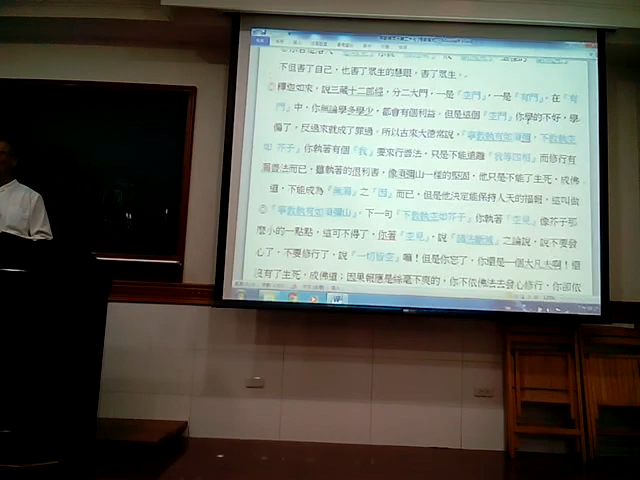 不但害了自己，也害了眾生的慧眼，害了眾生。
釋迦如來，說三藏十二部經，分二大門，一是『空門』，一是『有門』。在『有
門』中，你無論學多學少，都會有個利益。但是這個『空門』你學的不好，學
偏了，反過來就成了罪過。所以古來大德常說，『寧教執有如須彌，不教執空
如 芥子』你執著有個『我』要來行善法，只是不能遠離『我等四相』而修行有
漏善法而已，雖執著的很利害，像須彌山一樣的堅固，他只是不能了生死，成佛
道，不能成為『無漏』之『因』而已，但是他決定能保持人天的福報，這叫做
『寧教執有如須彌山』，下一句『不教執空如芥子』你執著『空見』像芥子那
麼小的一點點，這可不得了，你著『空見』，說『諸法斷滅』之論說，說不要發
心了，不要修行了，說『一切皆空』嘛！但是你忘了，你還是一個大凡夫啊！還
沒有了生死，成佛道；因果報應是絲毫不爽的，你不依佛法去發心修行，你卻依